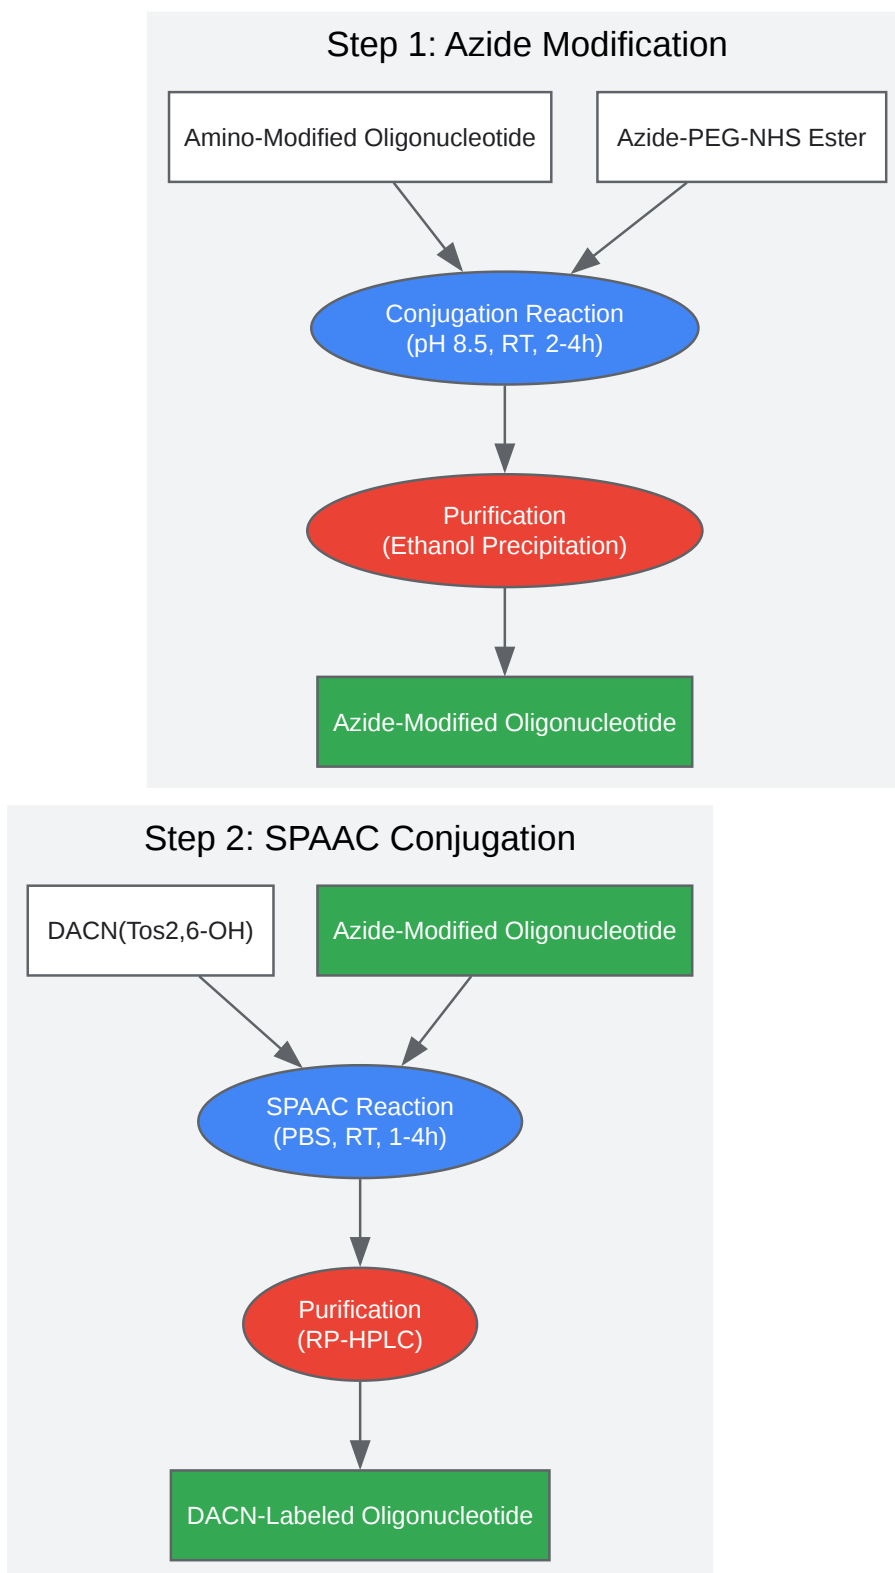 Step 1: Azide Modification
Amino-Modified Oligonucleotide
Azide-PEG-NHS Ester
Conjugation Reaction
(pH 8.5, RT, 2-4h)
Purification
(Ethanol Precipitation)
Azide-Modified Oligonucleotide
Step 2: SPAAC Conjugation
DACN(Tos2,6-OH)
Azide-Modified Oligonucleotide
SPAAC Reaction
(PBS, RT, 1-4h)
Purification
(RP-HPLC)
DACN-Labeled Oligonucleotide